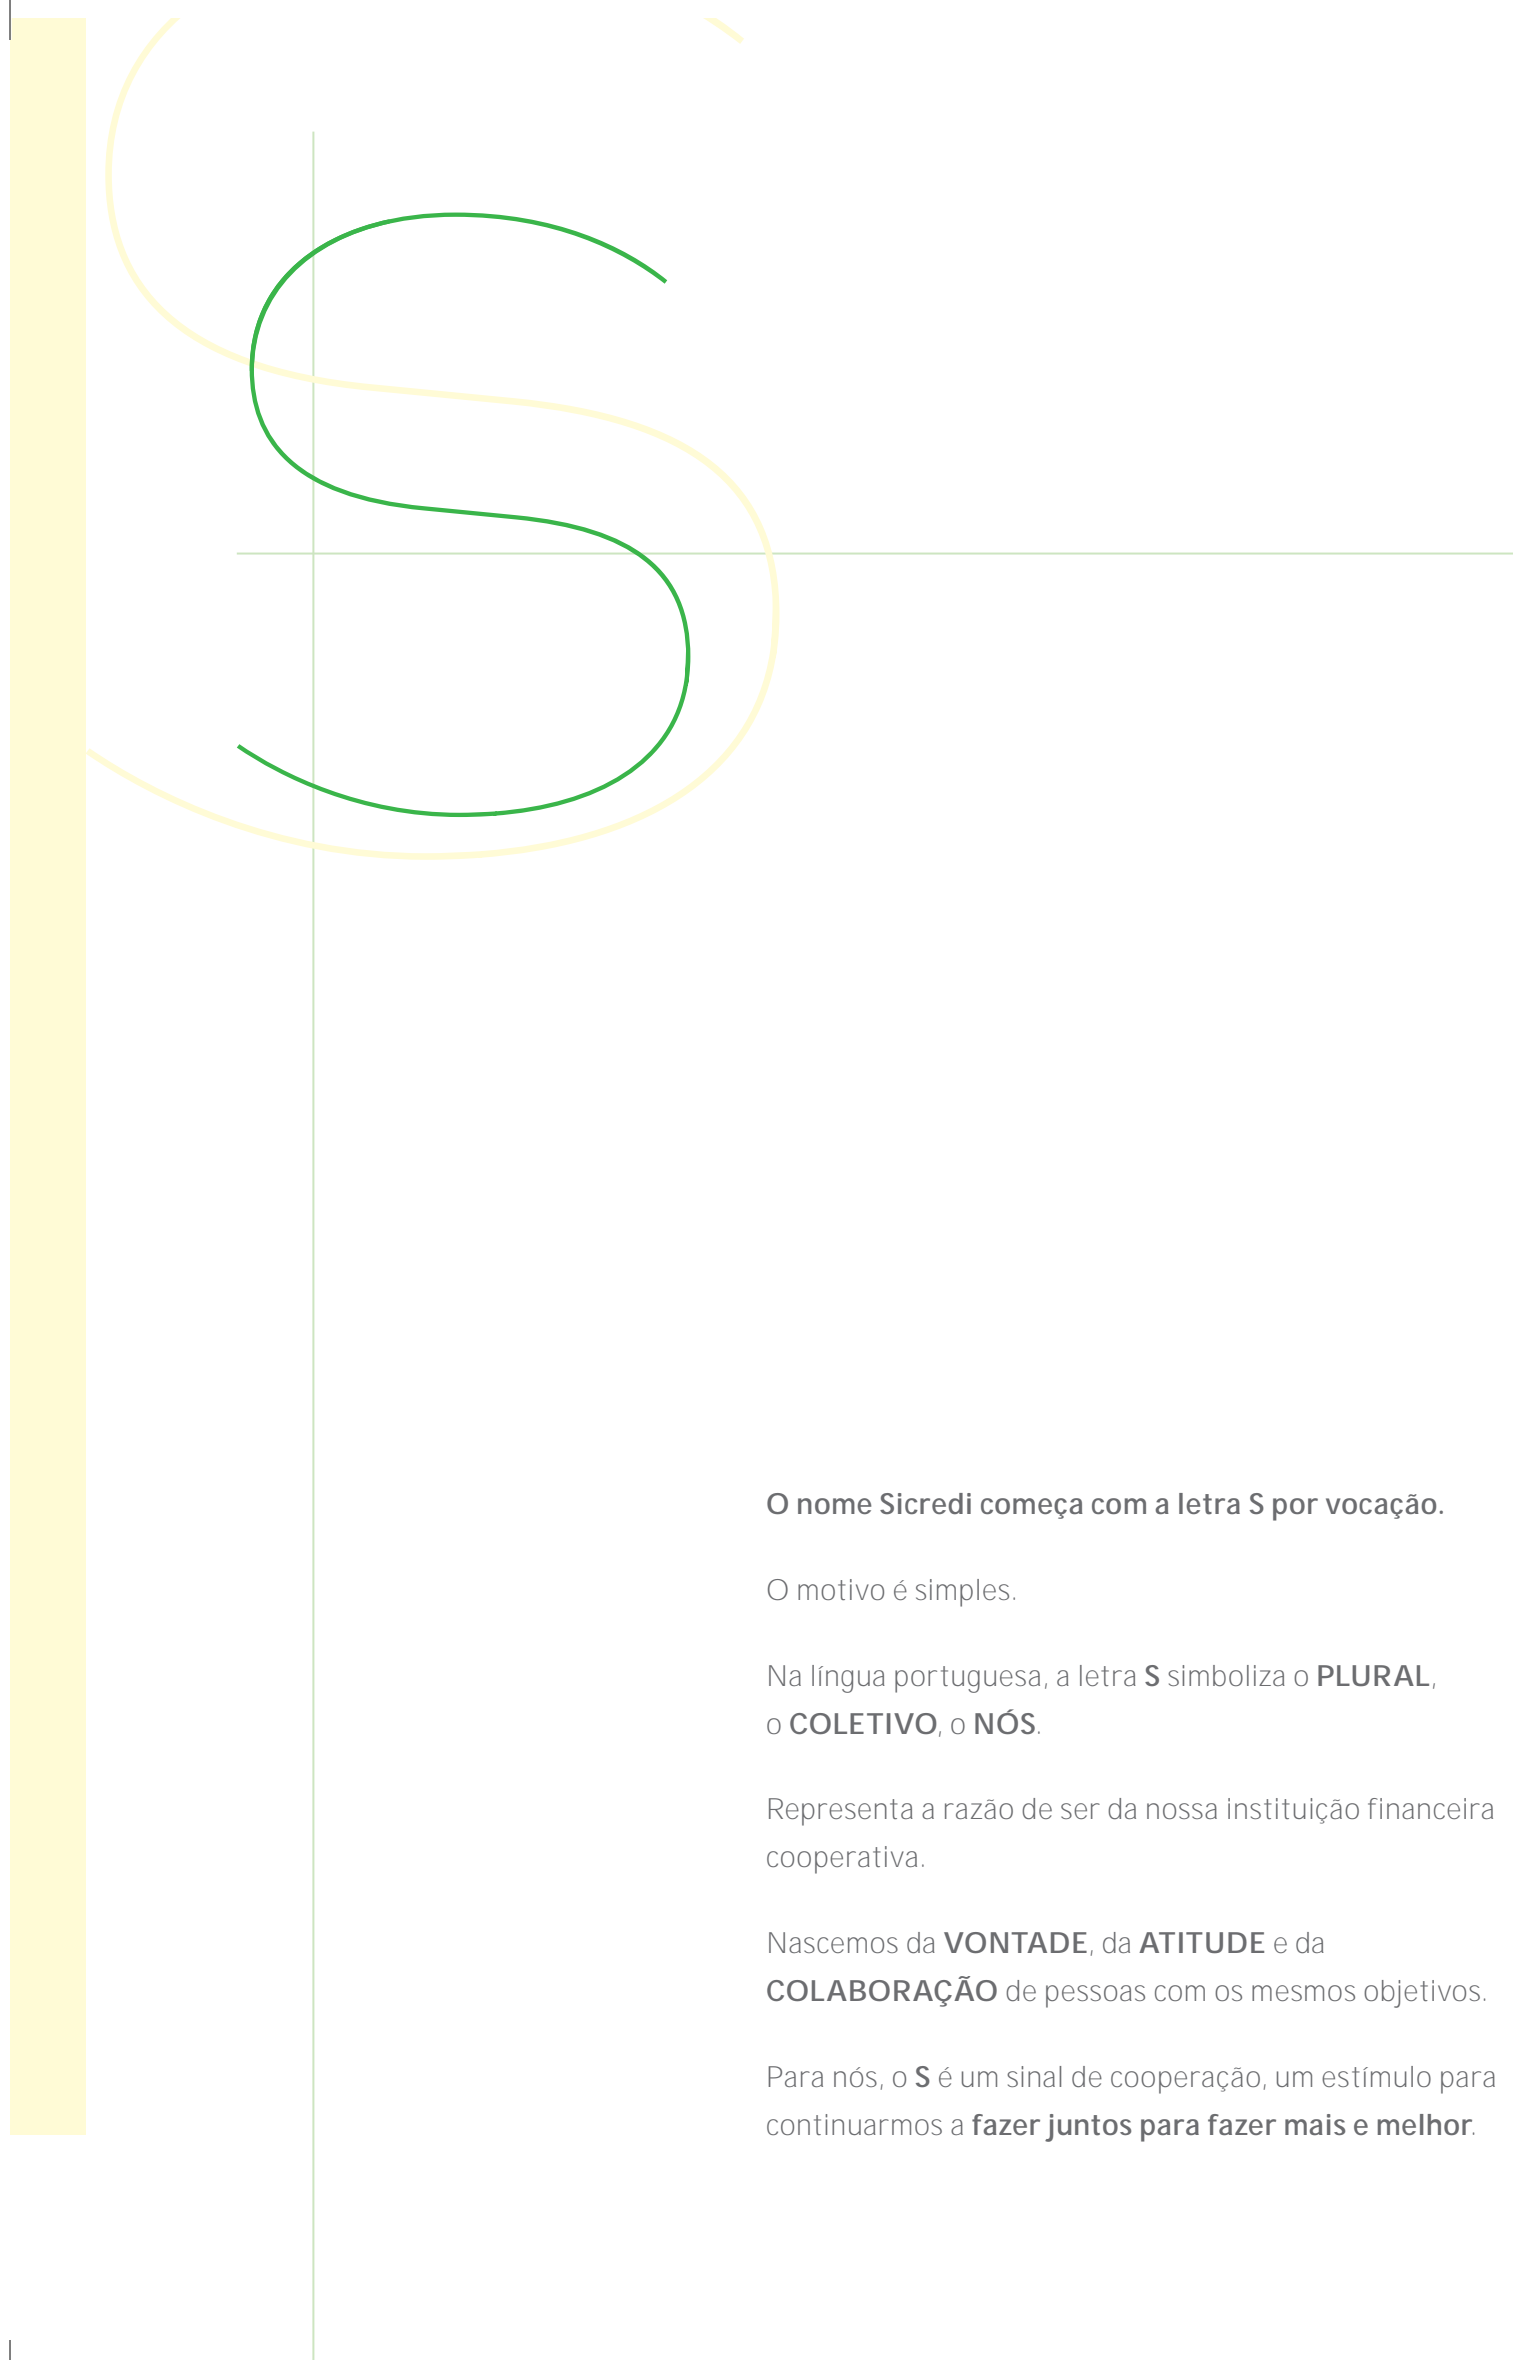 S
O nome Sicredi começa com a letra S por vocação.
O motivo é simples.
Na língua portuguesa, a letra S simboliza o PLURAL,
o COLETIVO, o NÓS.
Representa a razão de ser da nossa instituição financeira
cooperativa.
Nascemos da VONTADE, da ATITUDE e da
COLABORAÇÃO de pessoas com os mesmos objetivos.
Para nós, o S é um sinal de cooperação, um estímulo para
continuarmos a fazer juntos para fazer mais e melhor.